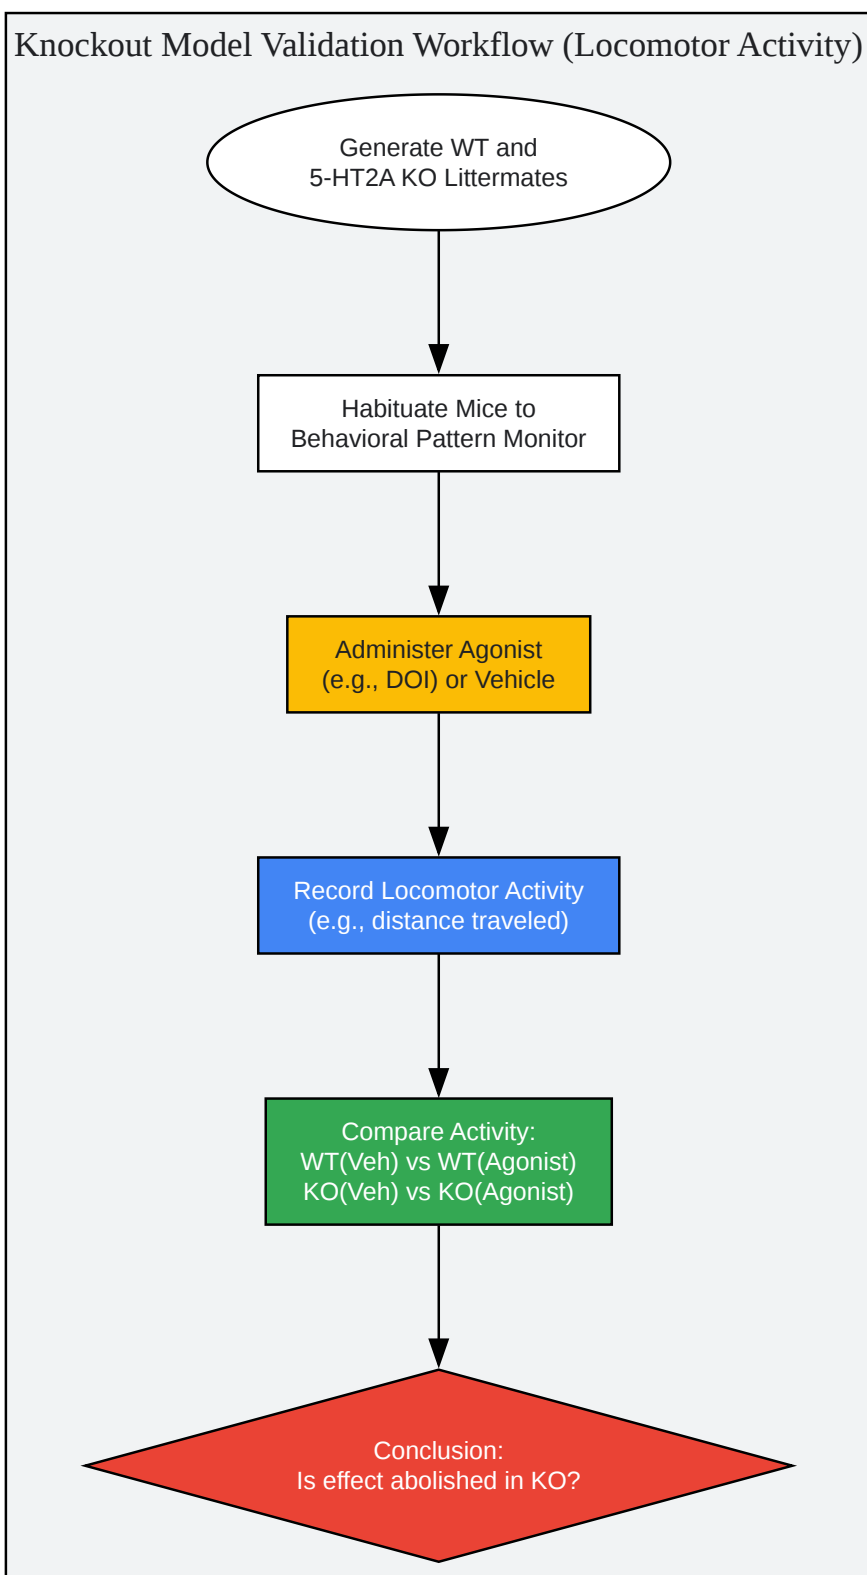 Knockout Model Validation Workflow (Locomotor Activity)
Generate WT and
5-HT2A KO Littermates
Habituate Mice to
Behavioral Pattern Monitor
Administer Agonist
(e.g., DOI) or Vehicle
Record Locomotor Activity
(e.g., distance traveled)
Compare Activity:
WT(Veh) vs WT(Agonist)
KO(Veh) vs KO(Agonist)
Conclusion:
Is effect abolished in KO?